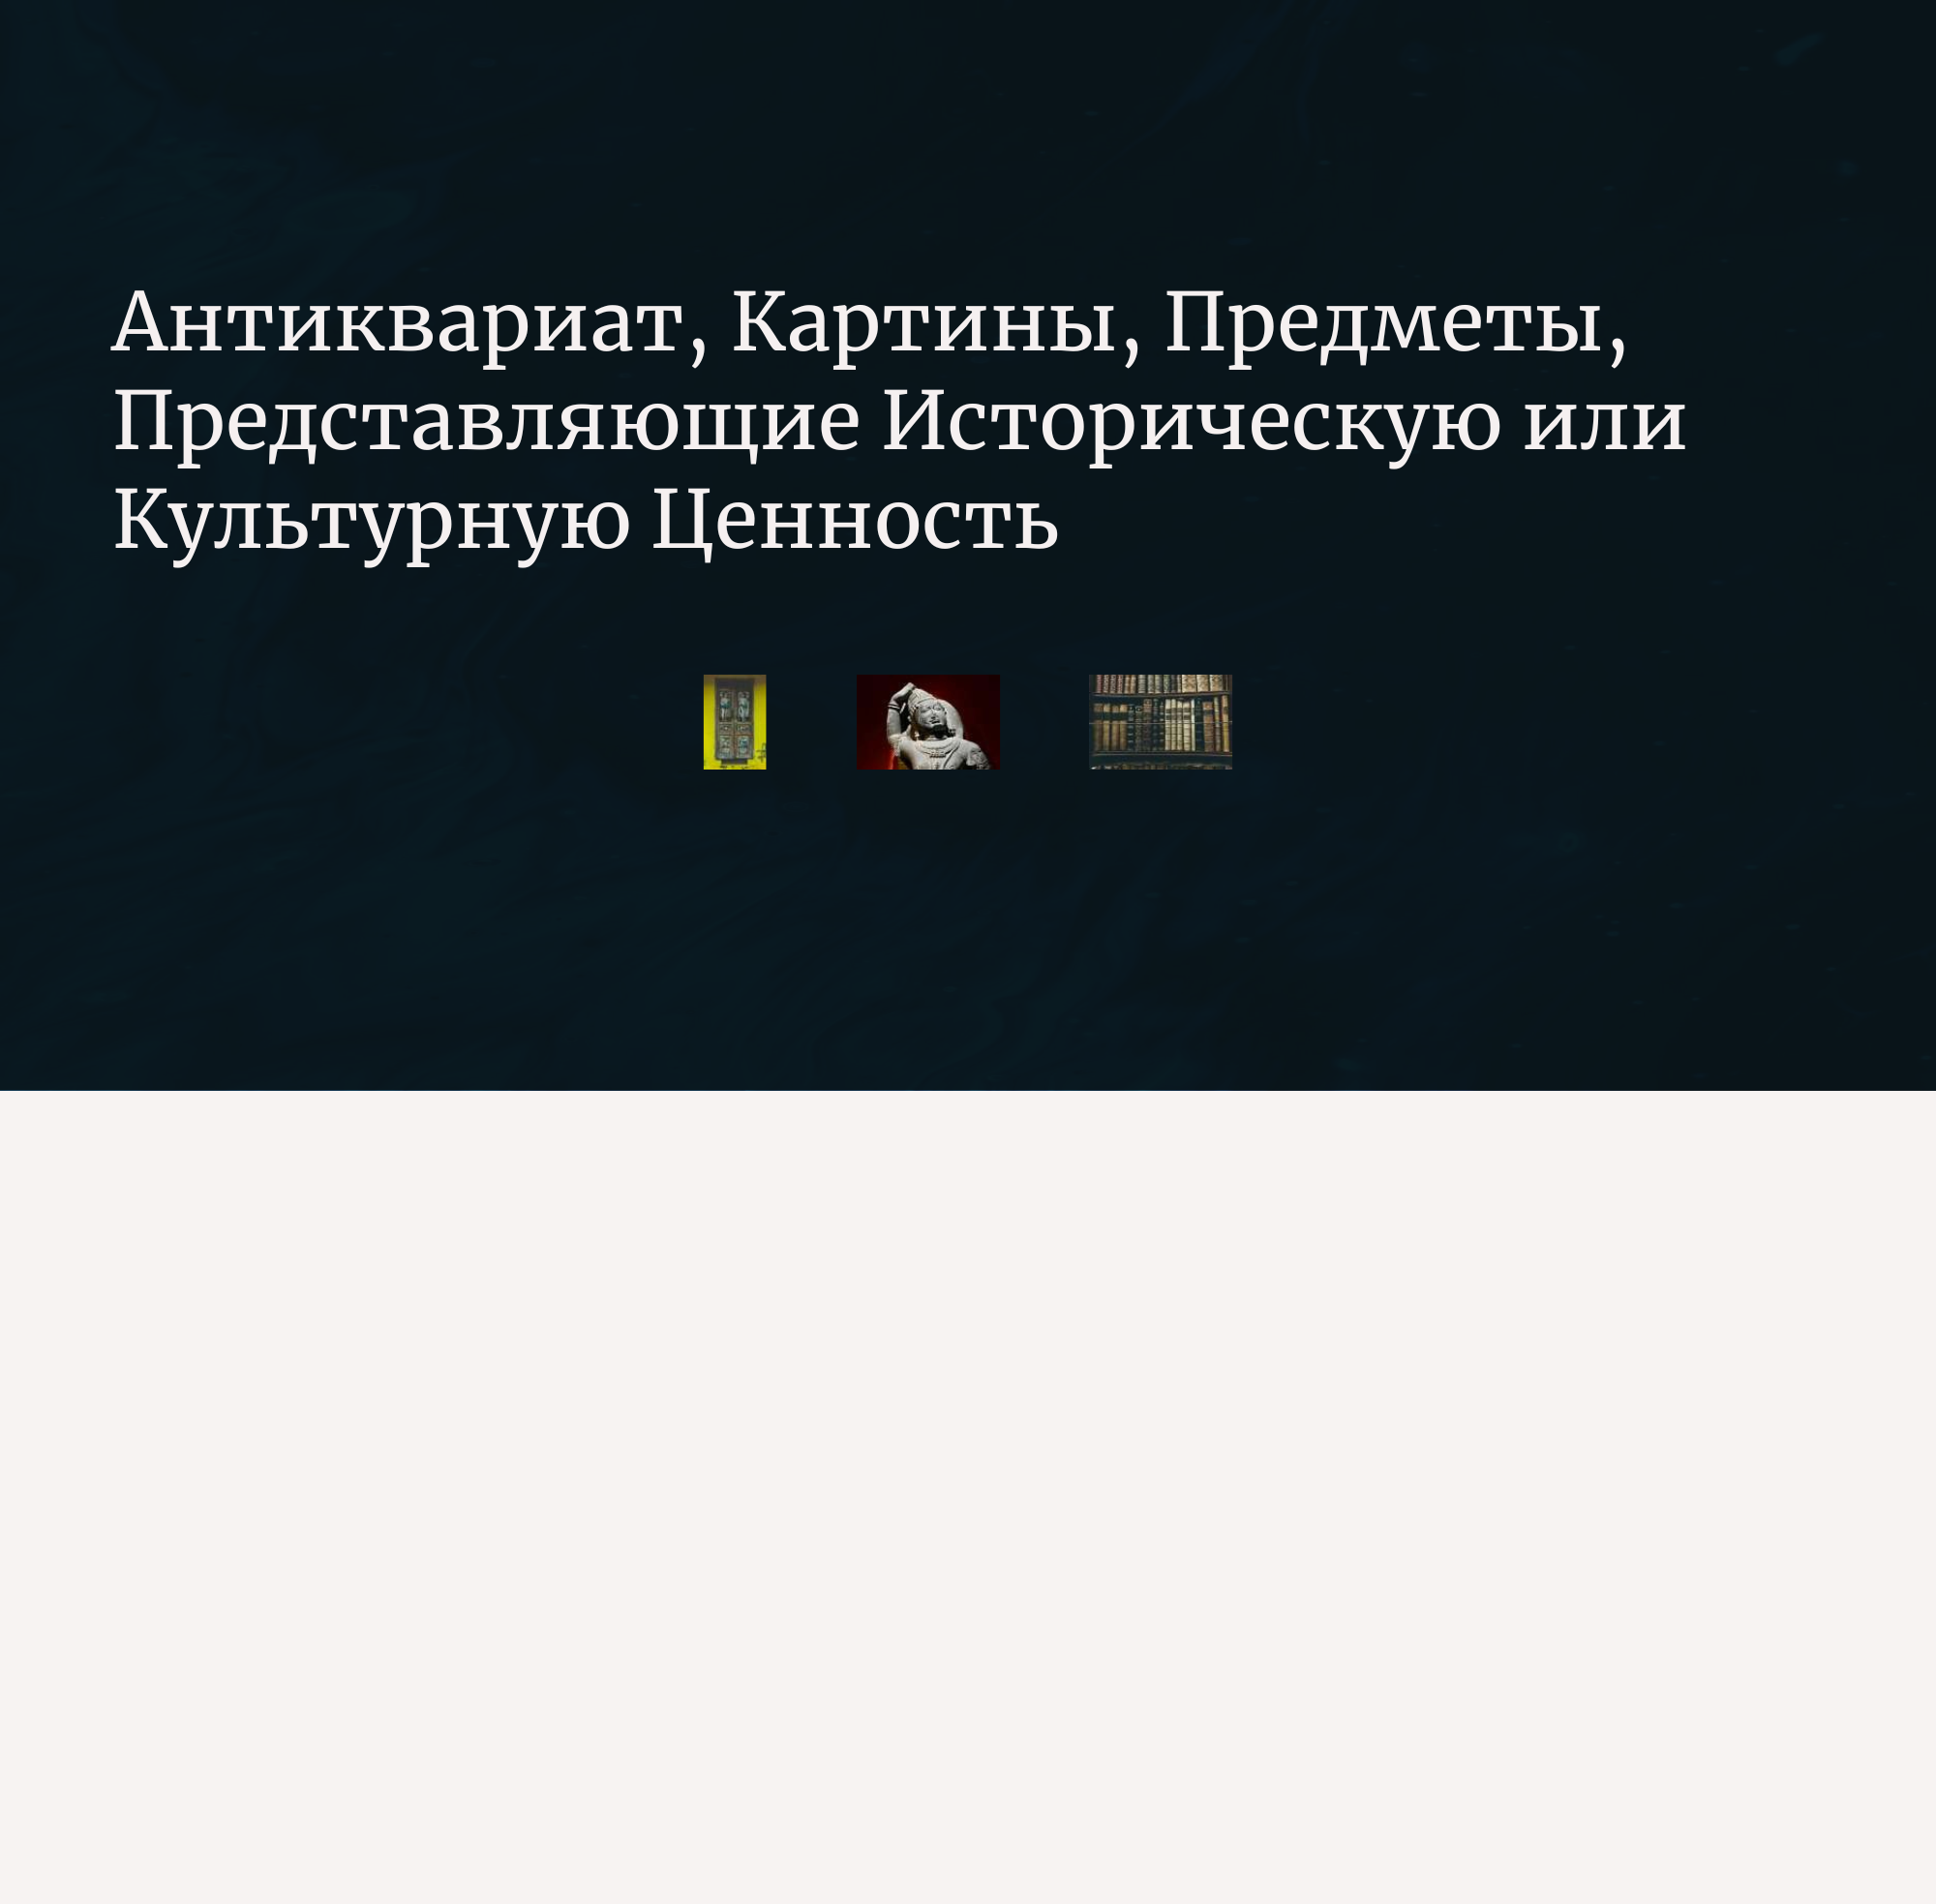 Антиквариат, Картины, Предметы,
Представляющие Историческую или
Культурную Ценность